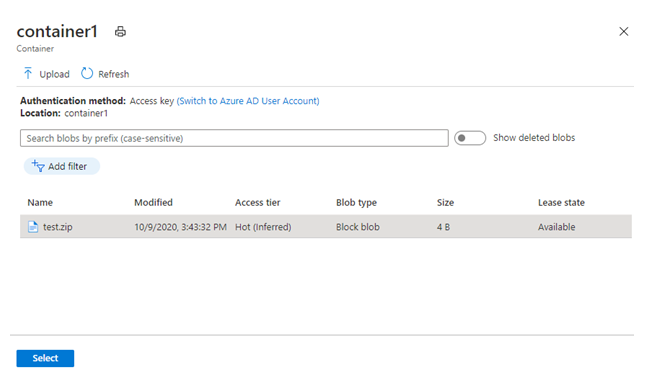 container1
Container
Upload Refresh
Authentication method: Access key (Switch to Azure AD User Account)
Location: container1
Search blobs by prefix (case-sensitive) Show deleted blobs
Add filter
Name Modified Access tier Blob type Size Lease state
test.zip 10/9/2020, 3:43:32 PM Hot (Inferred) Block blob 4 B Available
Select